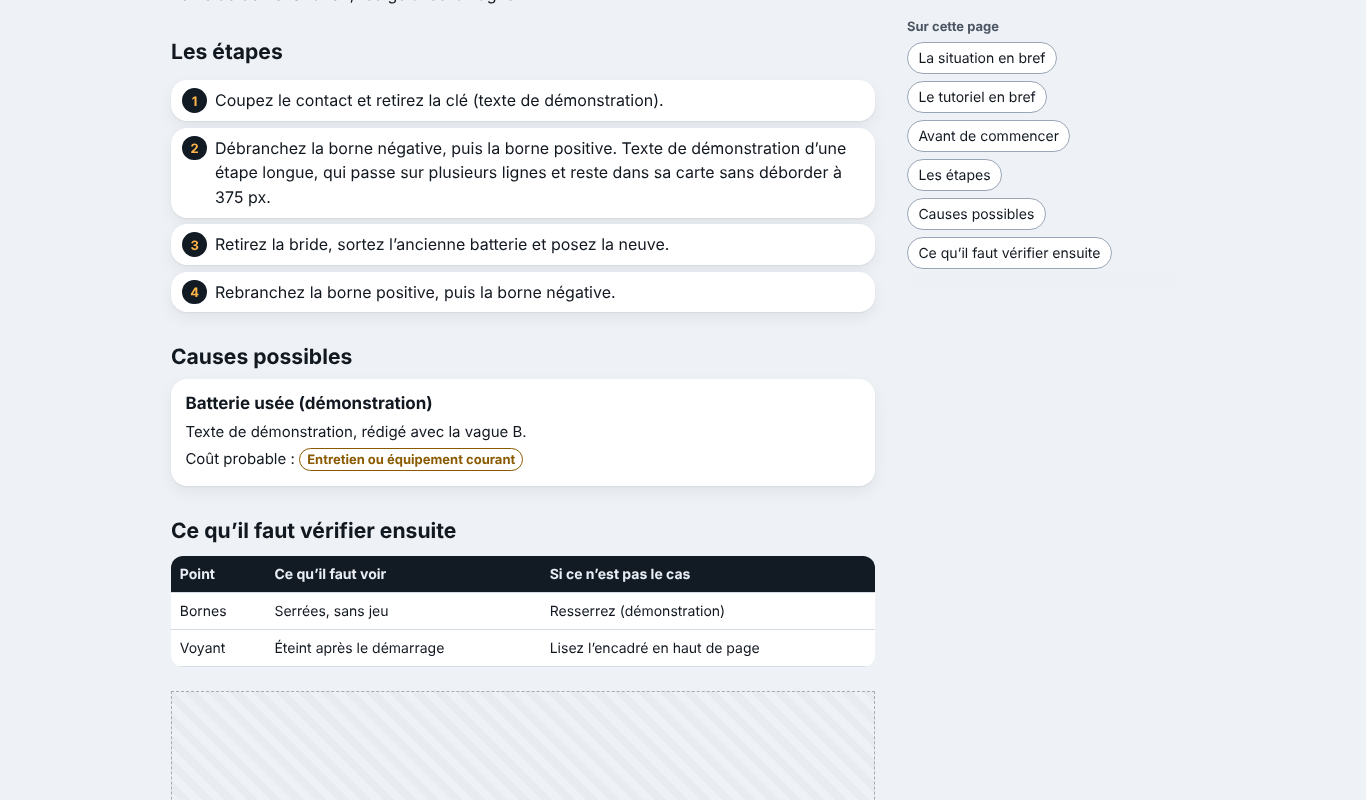 Les étapes
1 Coupez le contact et retirez la clé (texte de démonstration).
2 Débranchez la borne négative, puis la borne positive. Texte de démonstration d’une
étape longue, qui passe sur plusieurs lignes et reste dans sa carte sans déborder à
375 px.
3 Retirez la bride, sortez l’ancienne batterie et posez la neuve.
4 Rebranchez la borne positive, puis la borne négative.
Causes possibles
Batterie usée (démonstration)
Texte de démonstration, rédigé avec la vague B.
Coût probable : Entretien ou équipement courant
Ce qu’il faut vérifier ensuite
Point Ce qu’il faut voir Si ce n’est pas le cas
Bornes Serrées, sans jeu Resserrez (démonstration)
Voyant Éteint après le démarrage Lisez l’encadré en haut de page
Sur cette page
La situation en bref
Le tutoriel en bref
Avant de commencer
Les étapes
Causes possibles
Ce qu’il faut vérifier ensuite